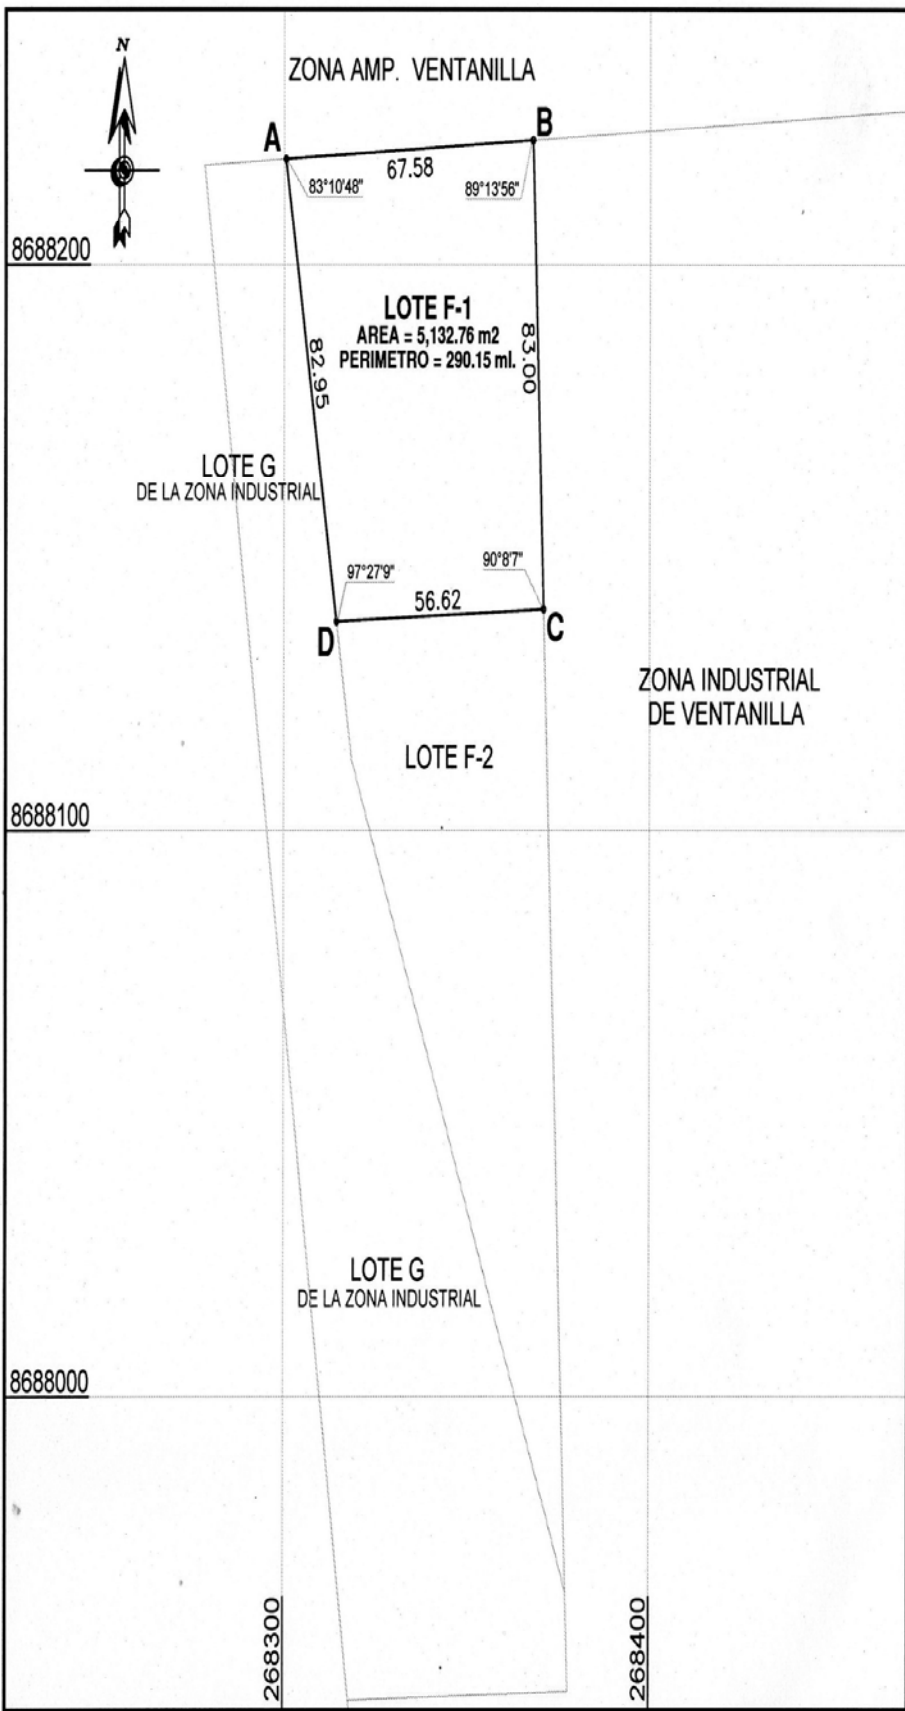 N
ZONA AMP. VENTANILLA
A
B
67.58
83°10'48"
89°13'56"
8688200
LOTE F-1
AREA = 5,132.76 m2
PERIMETRO = 290.15 ml.
82.95
83.00
LOTE G
DE LA ZONA INDUSTRIAL
97°27'9"
90°8'7"
56.62
D
C
ZONA INDUSTRIAL
DE VENTANILLA
LOTE F-2
8688100
LOTE G
DE LA ZONA INDUSTRIAL
8688000
268300
268400